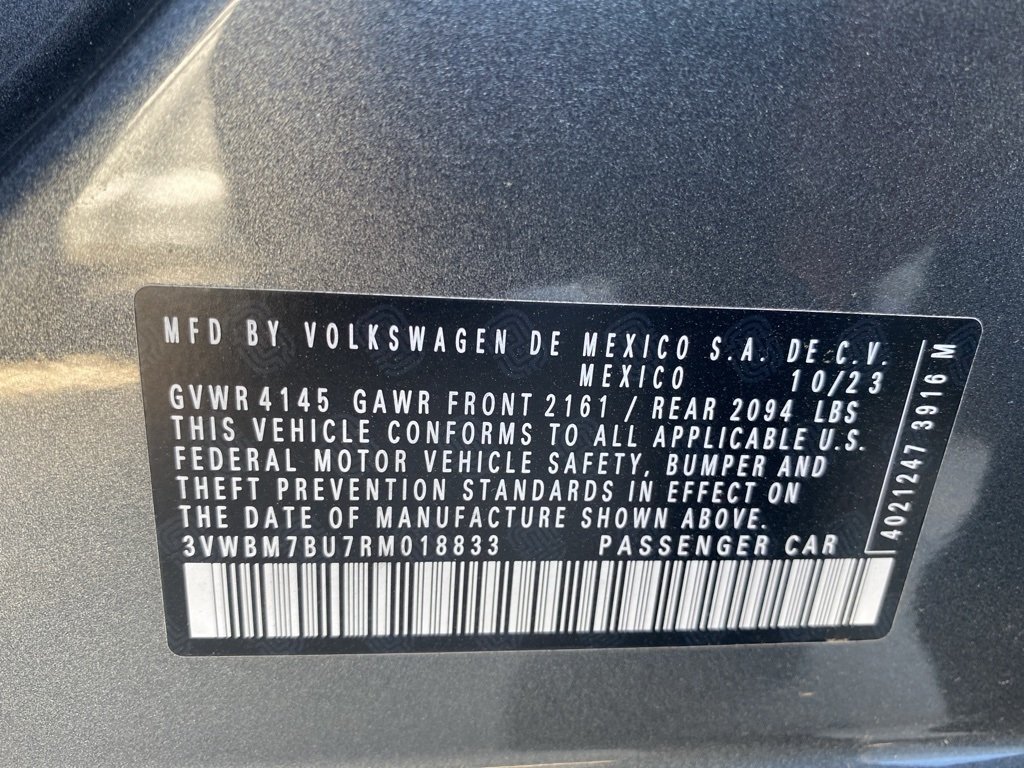 MFD BY VOLKSWAGEN DE MEXICO S.A. DE C.V.
MEXICO 10/23
GVWR 4145 GAWR FRONT 2161 / REAR 2094 LBS
THIS VEHICLE CONFORMS TO ALL APPLICABLE U.S.
FEDERAL MOTOR VEHICLE SAFETY, BUMPER AND
THEFT PREVENTION STANDARDS IN EFFECT ON
THE DATE OF MANUFACTURE SHOWN ABOVE.
3VWBM7BU7RM018833 PASSENGER CAR
4021247 3916 M